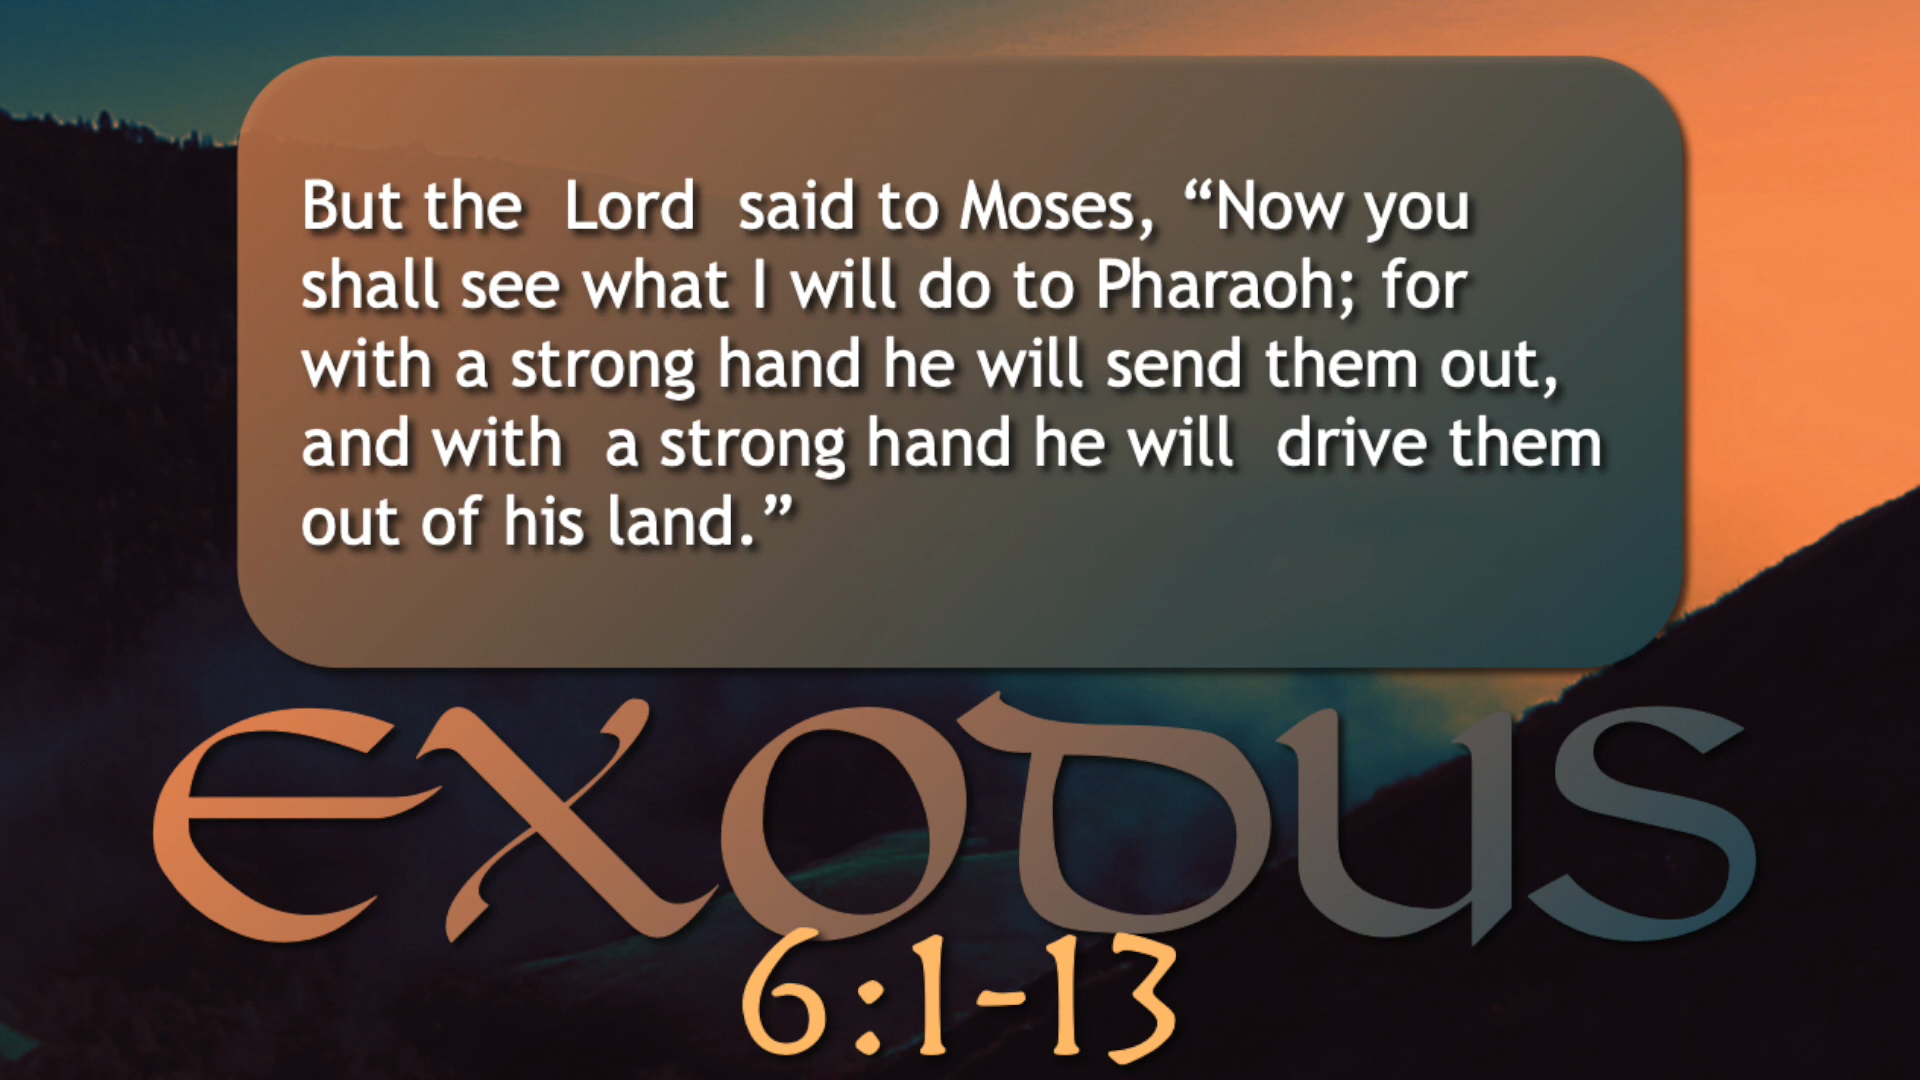 But the Lord said to Moses, “Now you
shall see what I will do to Pharaoh; for
with a strong hand he will send them out,
and with a strong hand he will drive them
out of his land.”
EXODUS
6:1-13